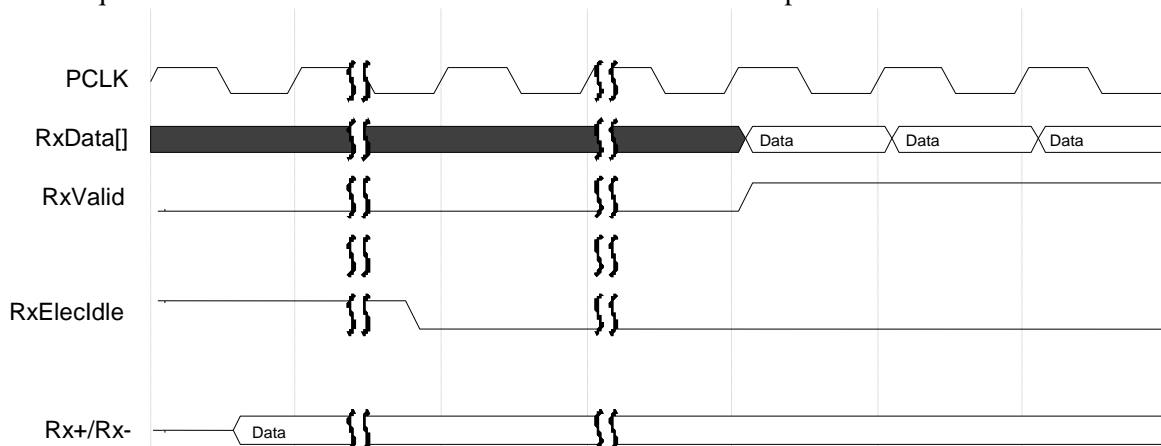 PCLK
RxData[]
Data Data Data
RxValid
RxElecIdle
Rx+/Rx-
Data